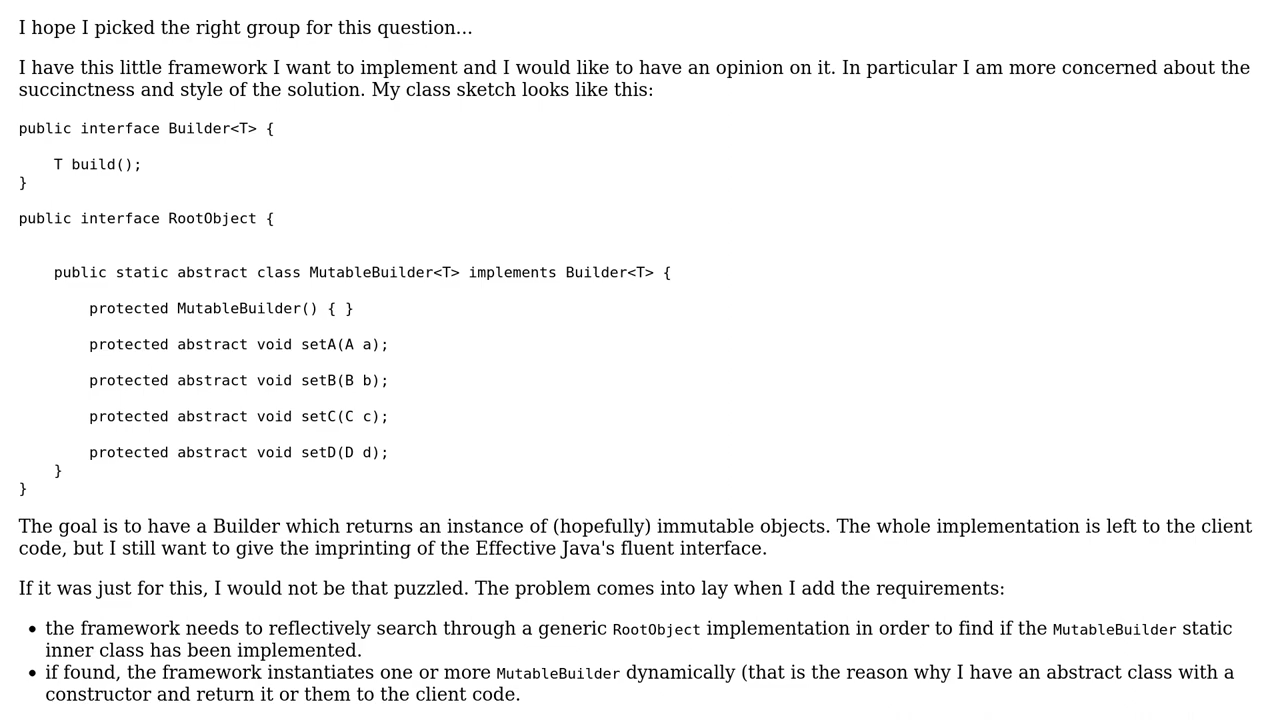 I hope I picked the right group for this question...
I have this little framework I want to implement and I would like to have an opinion on it. In particular I am more concerned about the
succinctness and style of the solution. My class sketch looks like this:
public interface Builder<T> {
    T build();
}
public interface RootObject {
    public static abstract class MutableBuilder<T> implements Builder<T> {
        protected MutableBuilder() { }
        protected abstract void setA(A a);
        protected abstract void setB(B b);
        protected abstract void setC(C c);
        protected abstract void setD(D d);
    }
}
The goal is to have a Builder which returns an instance of (hopefully) immutable objects. The whole implementation is left to the client
code, but I still want to give the imprinting of the Effective Java's fluent interface.
If it was just for this, I would not be that puzzled. The problem comes into lay when I add the requirements:
• the framework needs to reflectively search through a generic RootObject implementation in order to find if the MutableBuilder static
inner class has been implemented.
• if found, the framework instantiates one or more MutableBuilder dynamically (that is the reason why I have an abstract class with a
constructor and return it or them to the client code.